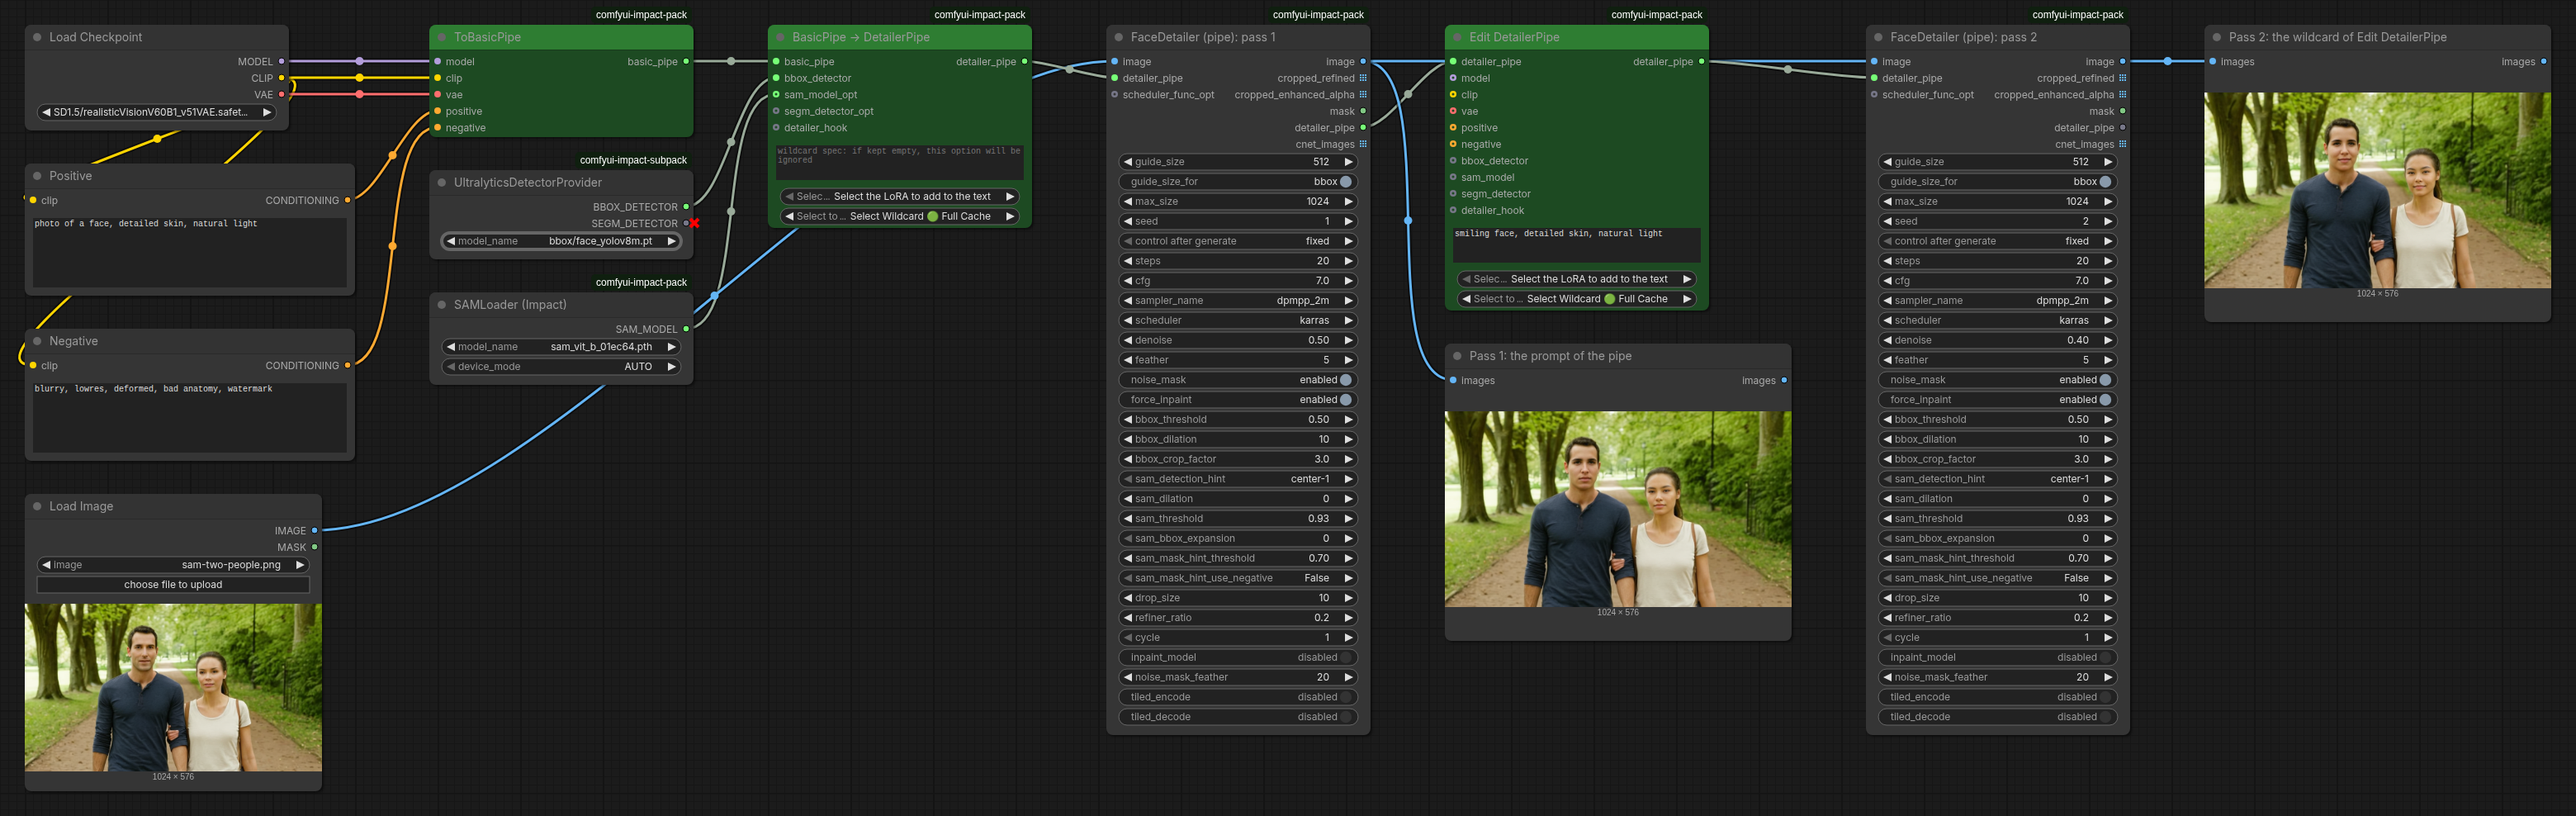 comfyui-impact-pack
comfyui-impact-pack
comfyui-impact-pack
comfyui-impact-pack
comfyui-impact-pack
Load Checkpoint
MODEL
CLIP
VAE
SD1.5/realisticVisionV60B1_v51VAE.safet...
Positive
clip
CONDITIONING
photo of a face, detailed skin, natural light
Negative
clip
CONDITIONING
blurry, lowres, deformed, bad anatomy, watermark
Load Image
IMAGE
MASK
image sam-two-people.png
choose file to upload
1024 × 576
ToBasicPipe
model basic_pipe
clip
vae
positive
negative
comfyui-impact-subpack
UltralyticsDetectorProvider
BBOX_DETECTOR
SEGM_DETECTOR
model_name bbox/face_yolov8m.pt
comfyui-impact-pack
SAMLoader (Impact)
SAM_MODEL
model_name sam_vit_b_01ec64.pth
device_mode AUTO
BasicPipe → DetailerPipe
basic_pipe detailer_pipe
bbox_detector
sam_model_opt
segm_detector_opt
detailer_hook
wildcard spec: if kept empty, this option will be
ignored
Selec... Select the LoRA to add to the text
Select to ... Select Wildcard 🟢 Full Cache
FaceDetailer (pipe): pass 1
image image
detailer_pipe cropped_refined
scheduler_func_opt cropped_enhanced_alpha
mask
detailer_pipe
cnet_images
guide_size 512
guide_size_for bbox
max_size 1024
seed 1
control after generate fixed
steps 20
cfg 7.0
sampler_name dpmpp_2m
scheduler karras
denoise 0.50
feather 5
noise_mask enabled
force_inpaint enabled
bbox_threshold 0.50
bbox_dilation 10
bbox_crop_factor 3.0
sam_detection_hint center-1
sam_dilation 0
sam_threshold 0.93
sam_bbox_expansion 0
sam_mask_hint_threshold 0.70
sam_mask_hint_use_negative False
drop_size 10
refiner_ratio 0.2
cycle 1
inpaint_model disabled
noise_mask_feather 20
tiled_encode disabled
tiled_decode disabled
Edit DetailerPipe
detailer_pipe detailer_pipe
model
clip
vae
positive
negative
bbox_detector
sam_model
segm_detector
detailer_hook
smiling face, detailed skin, natural light
Selec... Select the LoRA to add to the text
Select to ... Select Wildcard 🟢 Full Cache
Pass 1: the prompt of the pipe
images images
1024 × 576
FaceDetailer (pipe): pass 2
image image
detailer_pipe cropped_refined
scheduler_func_opt cropped_enhanced_alpha
mask
detailer_pipe
cnet_images
guide_size 512
guide_size_for bbox
max_size 1024
seed 2
control after generate fixed
steps 20
cfg 7.0
sampler_name dpmpp_2m
scheduler karras
denoise 0.40
feather 5
noise_mask enabled
force_inpaint enabled
bbox_threshold 0.50
bbox_dilation 10
bbox_crop_factor 3.0
sam_detection_hint center-1
sam_dilation 0
sam_threshold 0.93
sam_bbox_expansion 0
sam_mask_hint_threshold 0.70
sam_mask_hint_use_negative False
drop_size 10
refiner_ratio 0.2
cycle 1
inpaint_model disabled
noise_mask_feather 20
tiled_encode disabled
tiled_decode disabled
Pass 2: the wildcard of Edit DetailerPipe
images images
1024 × 576